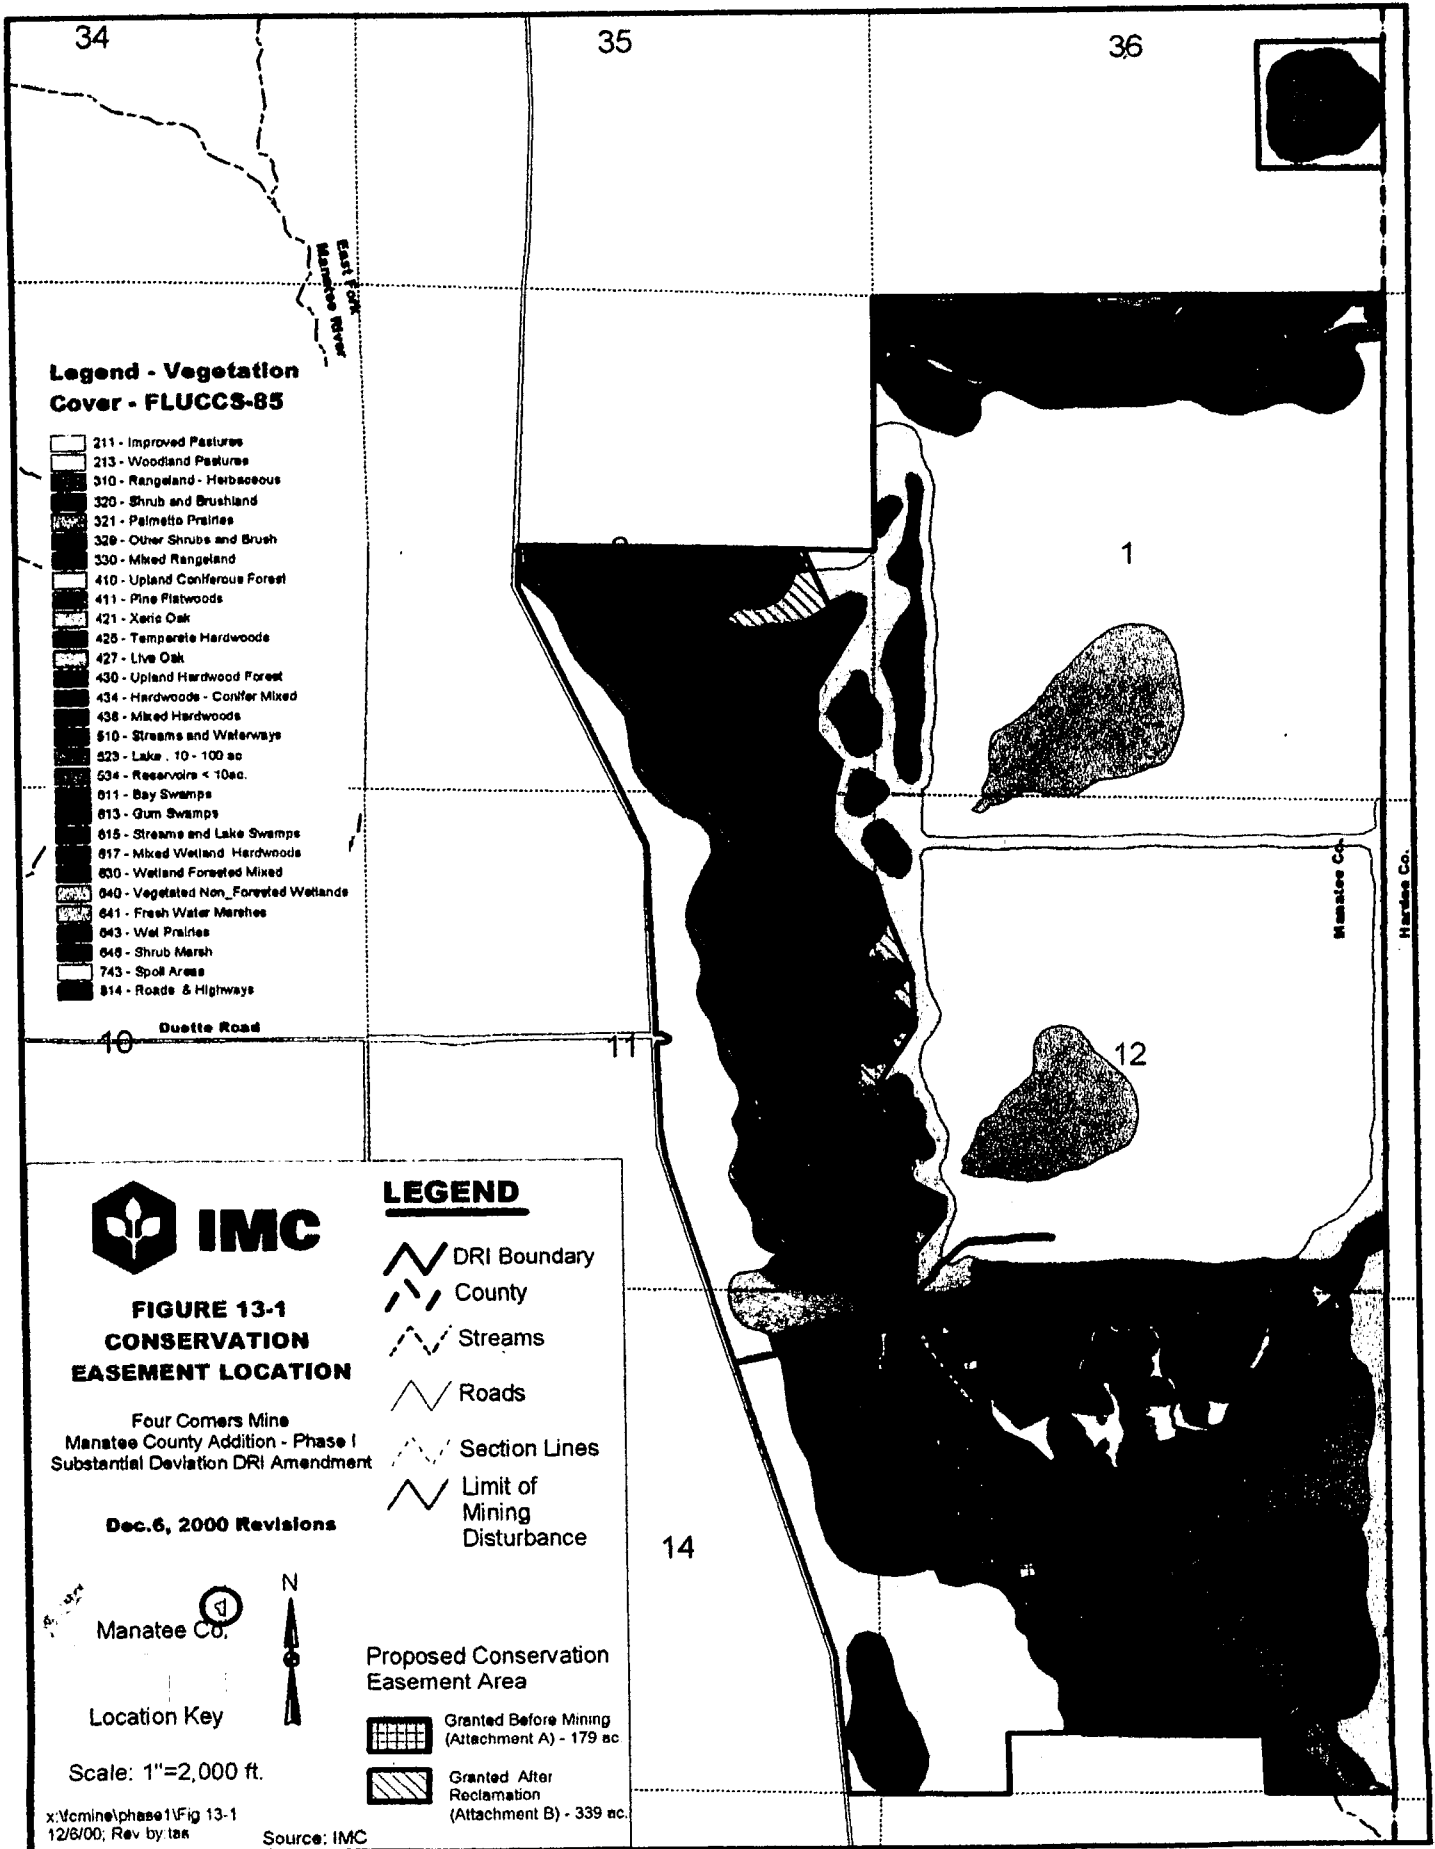 34
35
36
East Fork
Manatee River
Legend - Vegetation
Cover - FLUCCS-85
211 - Improved Pastures
213 - Woodland Pastures
310 - Rangeland - Herbaceous
320 - Shrub and Brushland
321 - Palmetto Prairies
329 - Other Shrubs and Brush
330 - Mixed Rangeland
410 - Upland Coniferous Forest
411 - Pine Flatwoods
421 - Xeric Oak
425 - Temperate Hardwoods
427 - Live Oak
430 - Upland Hardwood Forest
434 - Hardwoods - Conifer Mixed
438 - Mixed Hardwoods
510 - Streams and Waterways
523 - Lake . 10 - 100 ac
534 - Reservoirs < 10ac.
611 - Bay Swamps
613 - Gum Swamps
615 - Streams and Lake Swamps
617 - Mixed Wetland Hardwoods
630 - Wetland Forested Mixed
640 - Vegetated Non_Forested Wetlands
641 - Fresh Water Marshes
643 - Wet Prairies
646 - Shrub Marsh
743 - Spoil Areas
814 - Roads & Highways
1
Manatee Co.
Hardee Co.
Duette Road
10
11
12
14
IMC
FIGURE 13-1
CONSERVATION
EASEMENT LOCATION
Four Corners Mine
Manatee County Addition - Phase I
Substantial Deviation DRI Amendment
Dec.6, 2000 Revisions
Manatee Co.
N
Location Key
Scale: 1"=2,000 ft.
x:\fcmine\phase1\Fig 13-1
12/6/00; Rev by:tas
Source: IMC
LEGEND
DRI Boundary
County
Streams
Roads
Section Lines
Limit of
Mining
Disturbance
Proposed Conservation
Easement Area
Granted Before Mining
(Attachment A) - 179 ac
Granted After
Reclamation
(Attachment B) - 339 ac.